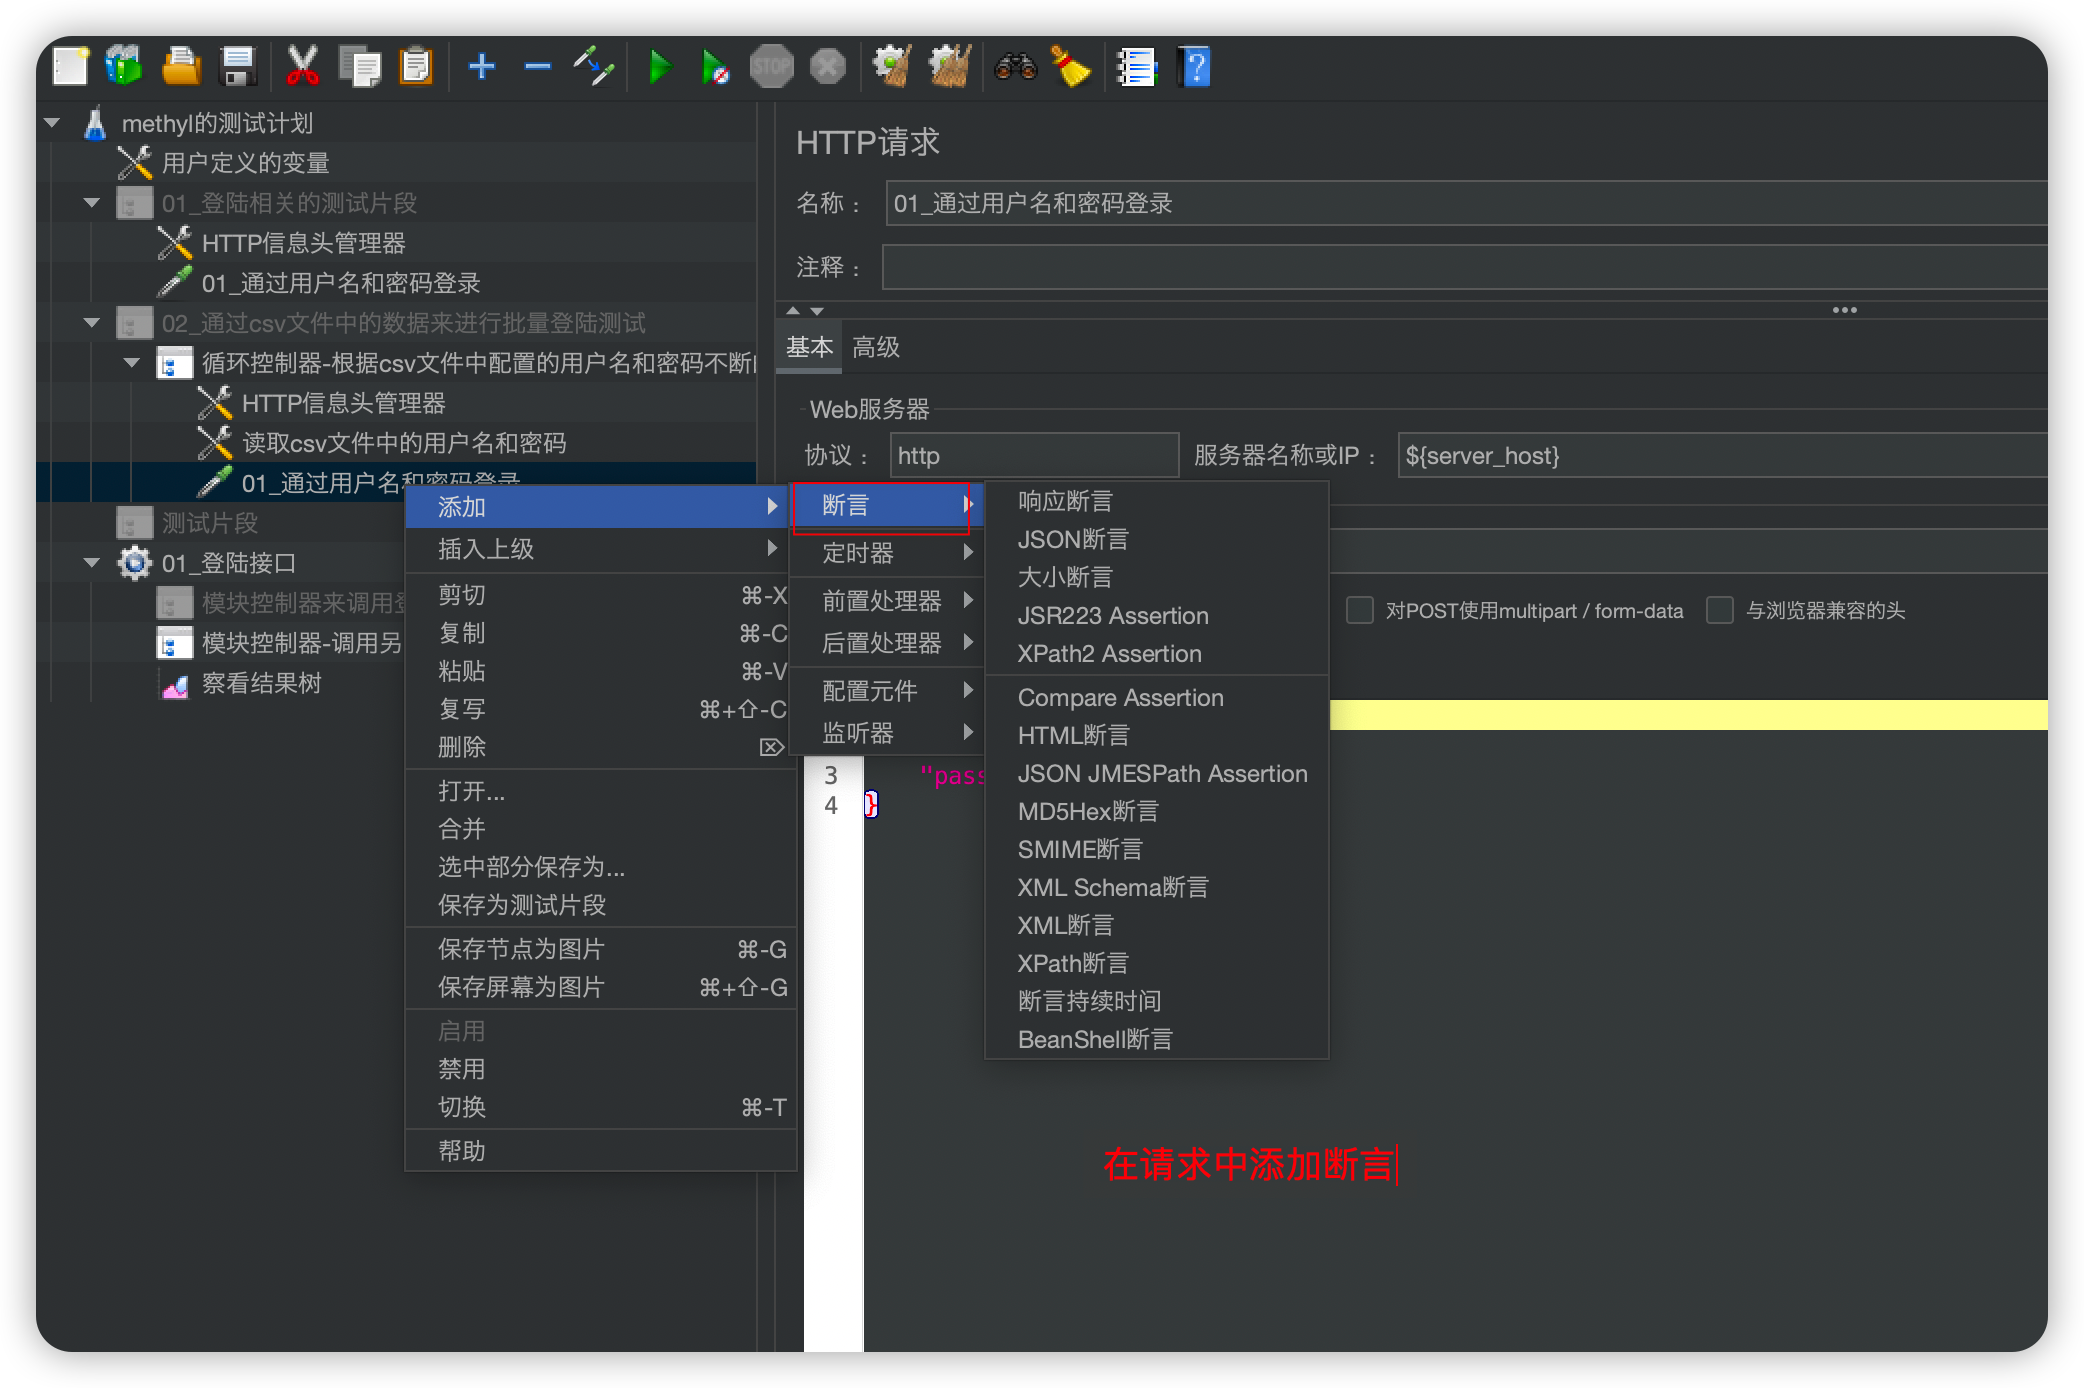 STOP
?
methyl的测试计划
用户定义的变量
01_登陆相关的测试片段
HTTP信息头管理器
01_通过用户名和密码登录
02_通过csv文件中的数据来进行批量登陆测试
循环控制器-根据csv文件中配置的用户名和密码不断
HTTP信息头管理器
读取csv文件中的用户名和密码
01_通过用户名和密码登录
测试片段
01_登陆接口
模块控制器来调用
模块控制器-调用另
察看结果树
HTTP请求
名称：
01_通过用户名和密码登录
注释：
基本 高级
Web服务器
协议： http 服务器名称或IP： ${server_host}
对POST使用multipart / form-data 与浏览器兼容的头
3 "pass
4 }
添加
插入上级
剪切 ⌘-X
复制 ⌘-C
粘贴 ⌘-V
复写 ⌘+⇧-C
删除 ⌦
打开...
合并
选中部分保存为...
保存为测试片段
保存节点为图片 ⌘-G
保存屏幕为图片 ⌘+⇧-G
启用
禁用
切换 ⌘-T
帮助
断言
定时器
前置处理器
后置处理器
配置元件
监听器
响应断言
JSON断言
大小断言
JSR223 Assertion
XPath2 Assertion
Compare Assertion
HTML断言
JSON JMESPath Assertion
MD5Hex断言
SMIME断言
XML Schema断言
XML断言
XPath断言
断言持续时间
BeanShell断言
在请求中添加断言